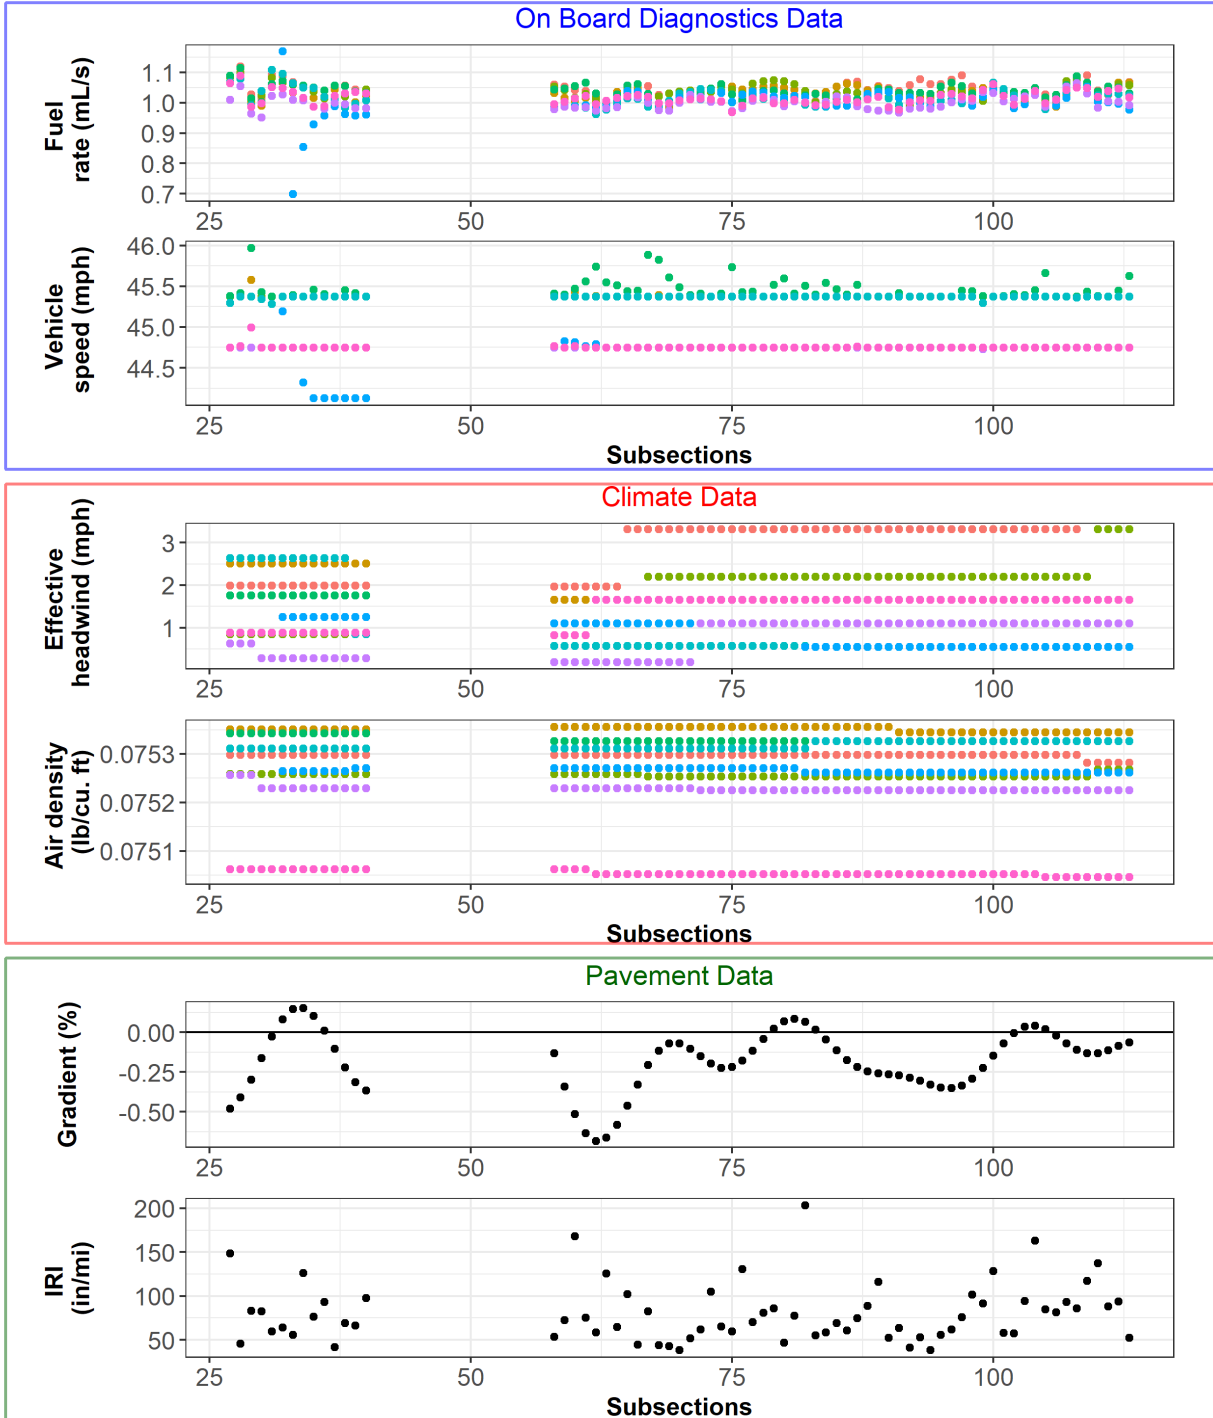 On Board Diagnostics Data
Fuel
rate (mL/s)
1.1
1.0
0.9
0.8
0.7
25 50 75 100
Vehicle
speed (mph)
46.0
45.5
45.0
44.5
25 50 75 100
Subsections
Climate Data
Effective
headwind (mph)
3
2
1
25 50 75 100
Air density
(lb/cu. ft)
0.0753
0.0752
0.0751
25 50 75 100
Subsections
Pavement Data
Gradient (%)
0.00
-0.25
-0.50
25 50 75 100
IRI
(in/mi)
200
150
100
50
25 50 75 100
Subsections